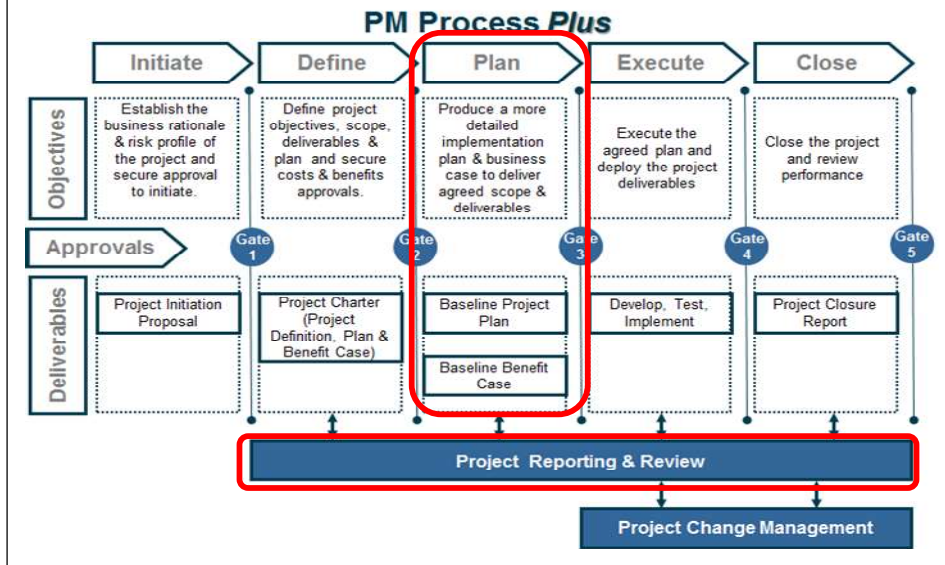 PM Process Plus
Initiate
Define
Plan
Execute
Close
Objectives
Establish the
business rationale
& risk profile of
the project and
secure approval
to initiate.
Define project
objectives, scope,
deliverables &
plan and secure
costs & benefits
approvals.
Produce a more
detailed
implementation
plan & business
case to deliver
agreed scope &
deliverables
Execute the
agreed plan and
deploy the project
deliverables
Close the project
and review
performance
Approvals
Gate
1
Gate
2
Gate
3
Gate
4
Gate
5
Deliverables
Project Initiation
Proposal
Project Charter
(Project
Definition, Plan &
Benefit Case)
Baseline Project
Plan
Baseline Benefit
Case
Develop, Test,
Implement
Project Closure
Report
Project Reporting & Review
Project Change Management